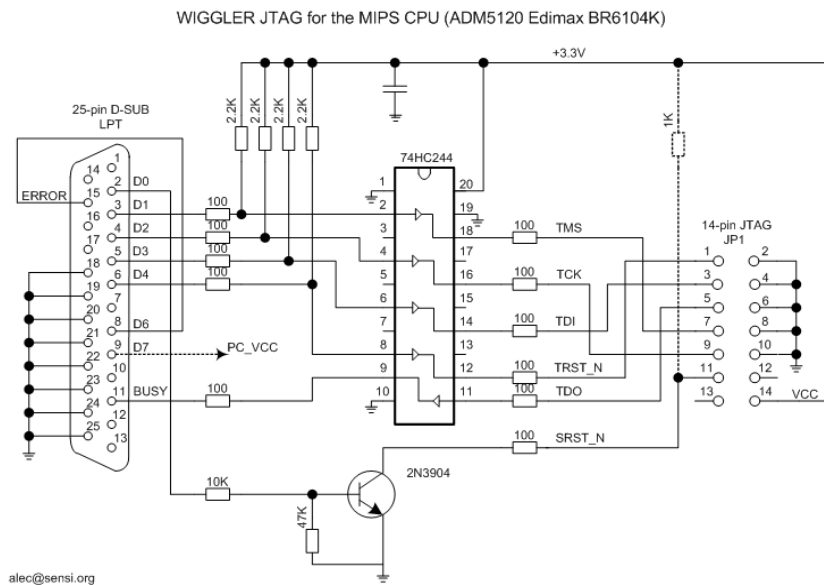 WIGGLER JTAG for the MIPS CPU (ADM5120 Edimax BR6104K)
+3.3V
25-pin D-SUB
LPT
2.2K
2.2K
2.2K
2.2K
1K
74HC244
14-pin JTAG
JP1
1
14
2
D0
15
ERROR
3
D1
16
4
D2
17
5
D3
18
6
D4
19
7
20
8
D6
21
9
D7
22
10
23
11
BUSY
24
12
25
13
PC_VCC
100
100
100
100
100
1
2
3
4
5
6
7
8
9
10
20
19
18
17
16
15
14
13
12
11
100
TMS
100
TCK
100
TDI
100
TRST_N
100
TDO
100
SRST_N
1
2
3
4
5
6
7
8
9
10
11
12
13
14
VCC
10K
47K
2N3904
alec@sensi.org